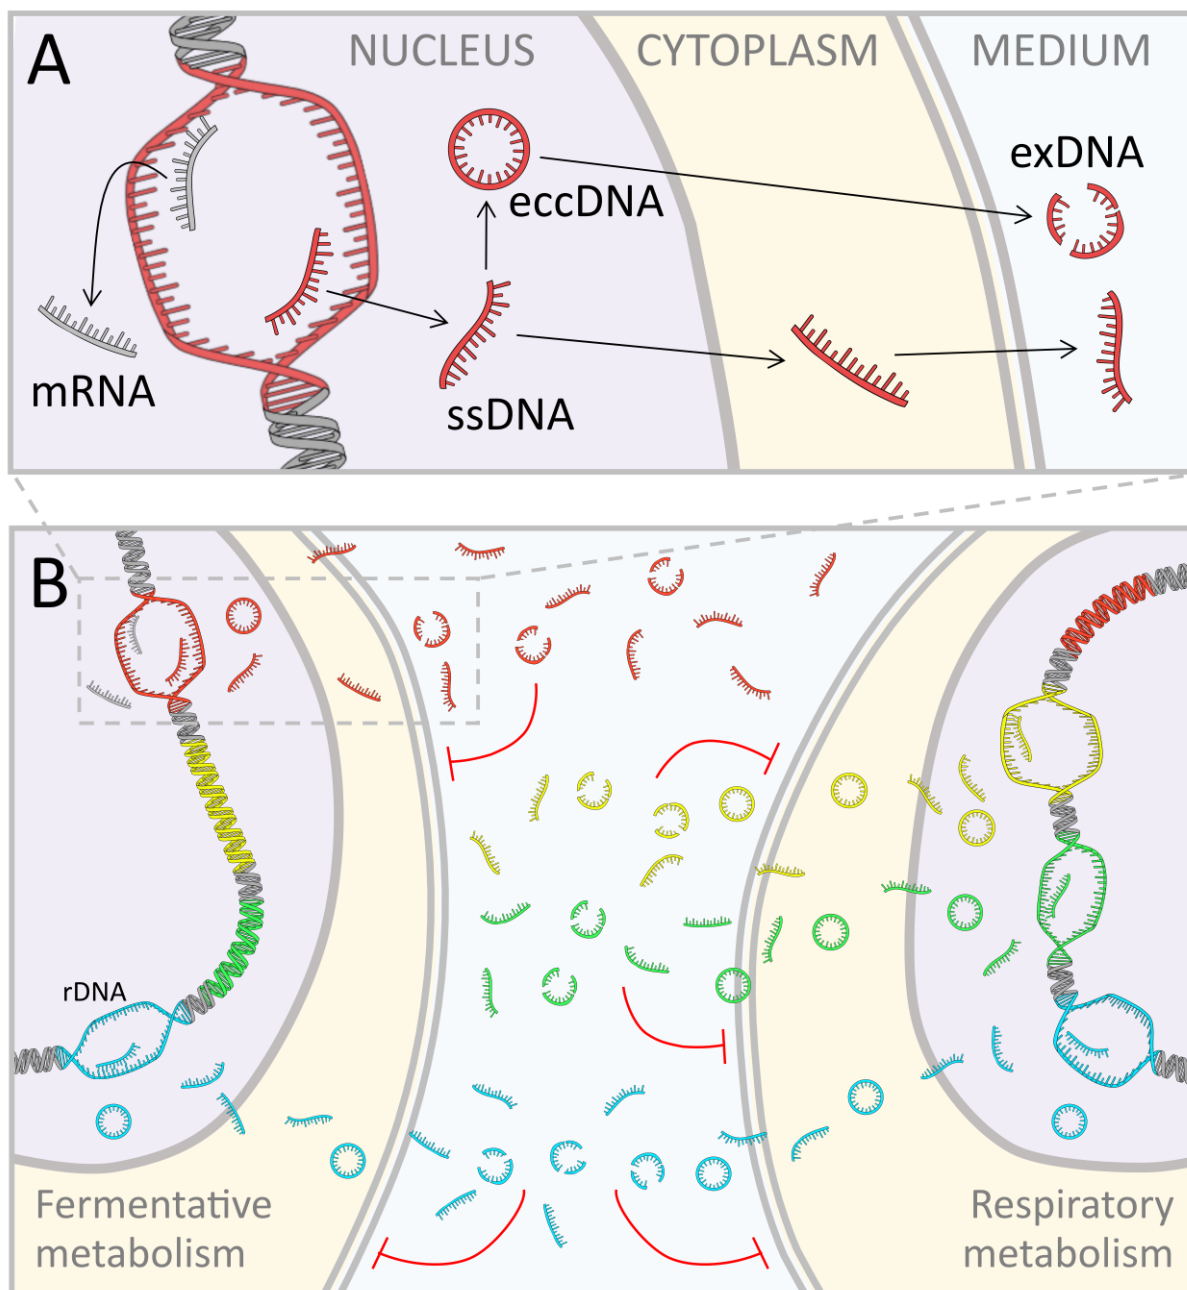 A
NUCLEUS
CYTOPLASM
MEDIUM
exDNA
eccDNA
mRNA
ssDNA
B
rDNA
Fermentative
metabolism
Respiratory
metabolism